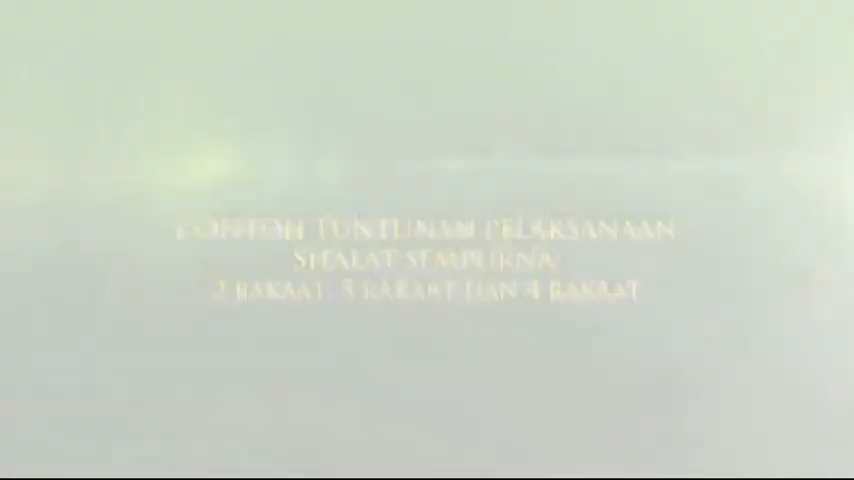 CONTOH TUNTUNAN PELAKSANAAN
SHALAT SEMPURNA
2 RAKAAT, 3 RAKAAT DAN 4 RAKAAT